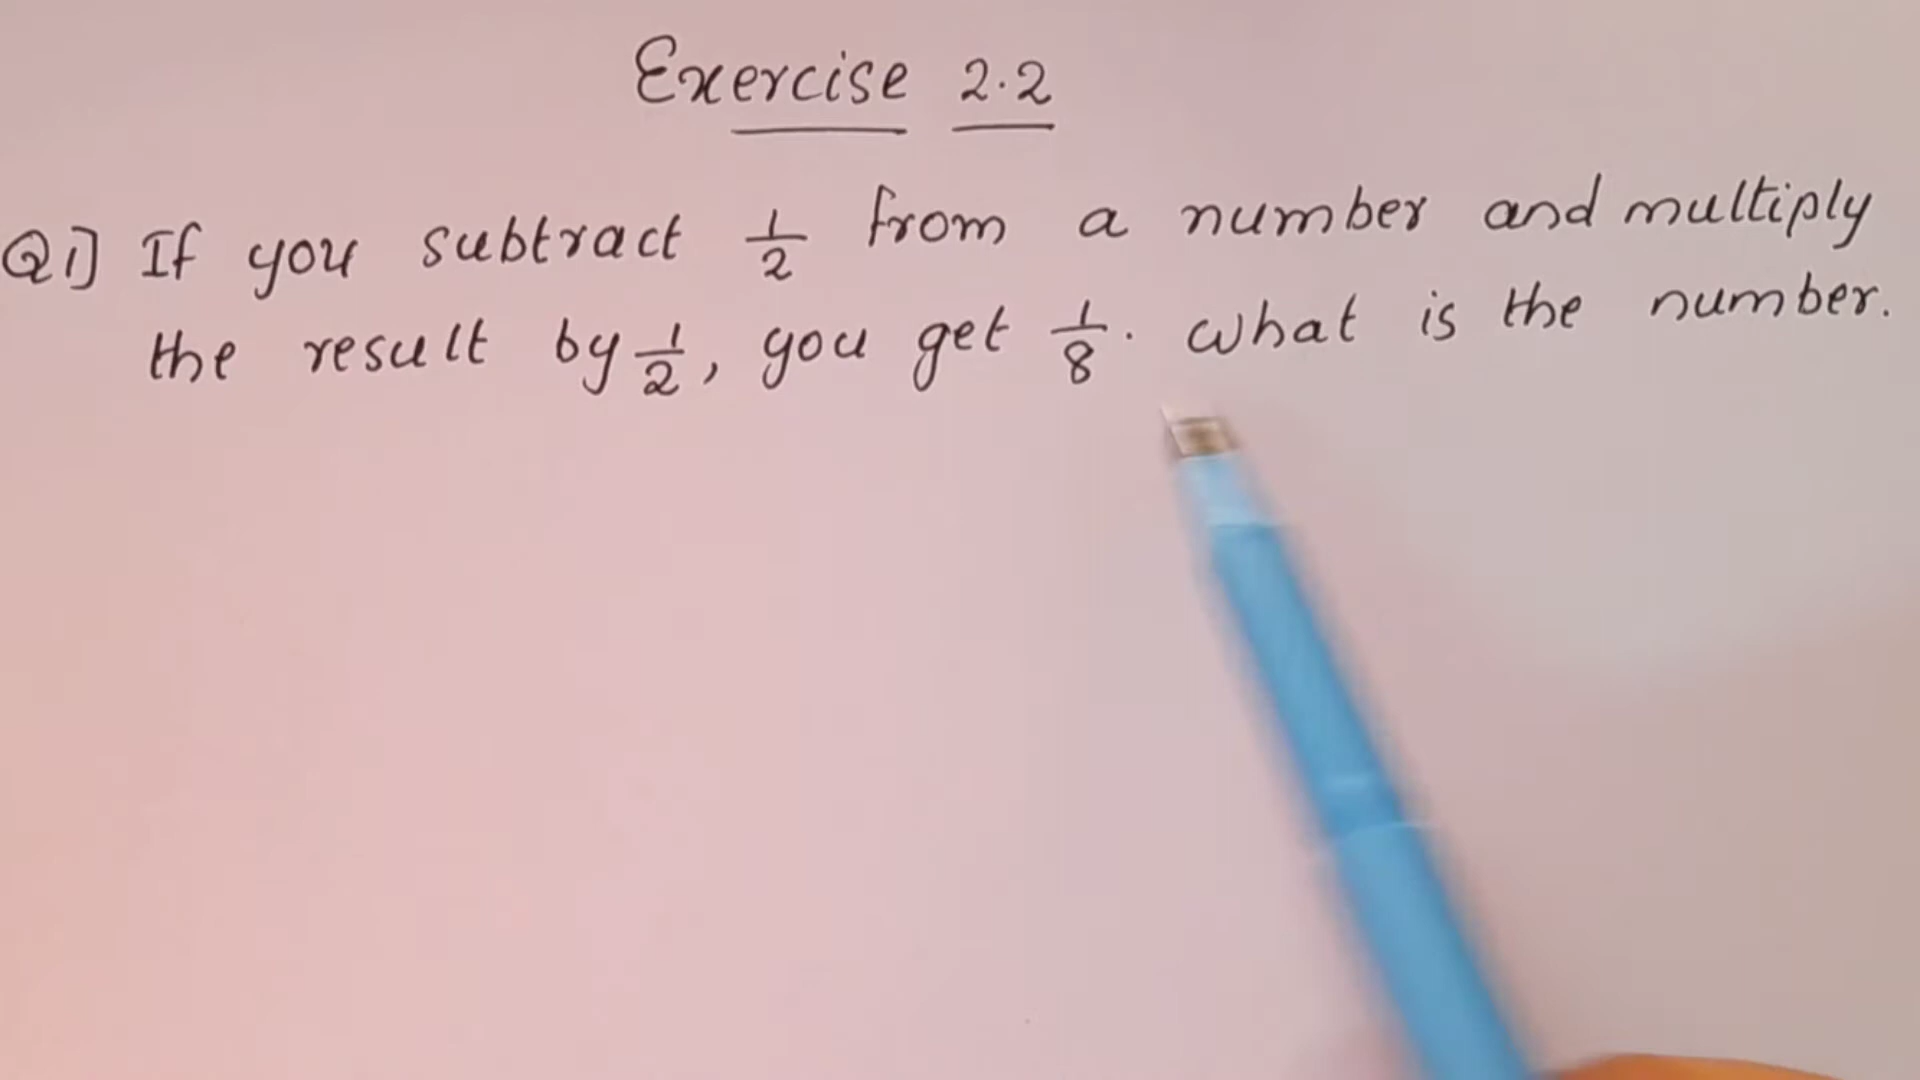 Exercise 2.2
Q1] If you subtract 1/2 from a number and multiply
the result by 1/2, you get 1/8. What is the number.